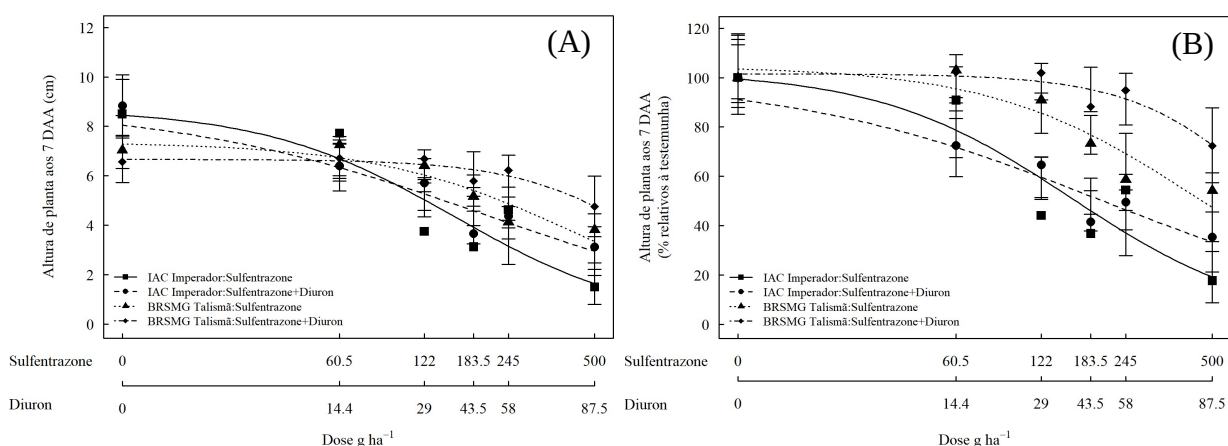 (A)
Altura de planta aos 7 DAA (cm)
12
10
8
6
4
2
0
IAC Imperador:Sulfentrazone
IAC Imperador:Sulfentrazone+Diuron
BRSMG Talismã:Sulfentrazone
BRSMG Talismã:Sulfentrazone+Diuron
Sulfentrazone 0 60.5 122 183.5 245 500
Diuron 0 14.4 29 43.5 58 87.5
Dose g ha⁻¹
(B)
Altura de planta aos 7 DAA
(% relativos à testemunha)
120
100
80
60
40
20
0
IAC Imperador:Sulfentrazone
IAC Imperador:Sulfentrazone+Diuron
BRSMG Talismã:Sulfentrazone
BRSMG Talismã:Sulfentrazone+Diuron
Sulfentrazone 0 60.5 122 183.5 245 500
Diuron 0 14.4 29 43.5 58 87.5
Dose g ha⁻¹